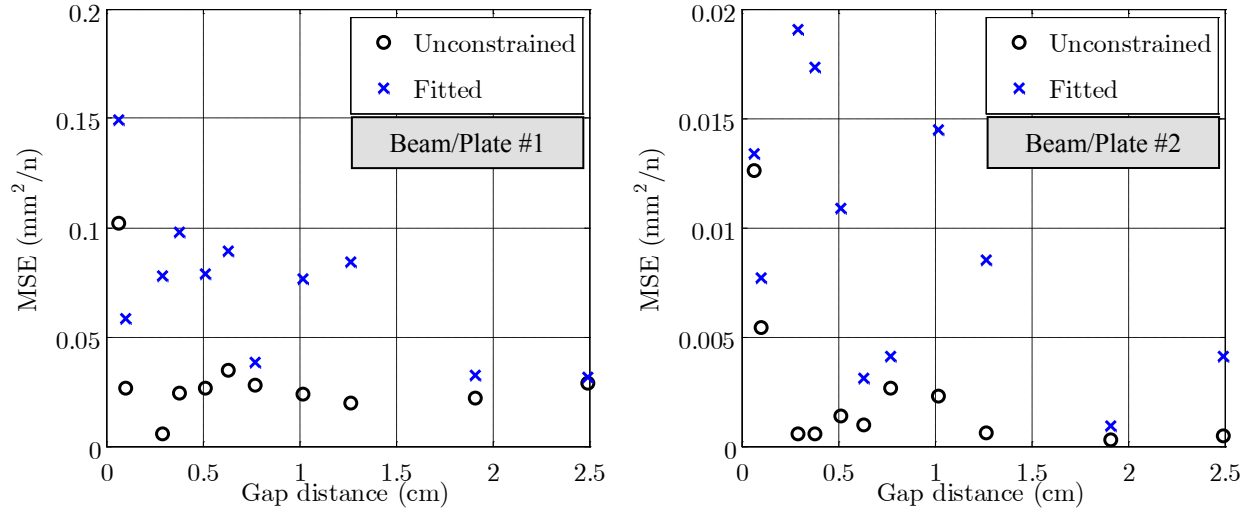 0.2
0.15
0.1
0.05
0
MSE (mm²/n)
Unconstrained
Fitted
Beam/Plate #1
0 0.5 1 1.5 2 2.5
Gap distance (cm)
0.02
0.015
0.01
0.005
0
MSE (mm²/n)
Unconstrained
Fitted
Beam/Plate #2
0 0.5 1 1.5 2 2.5
Gap distance (cm)